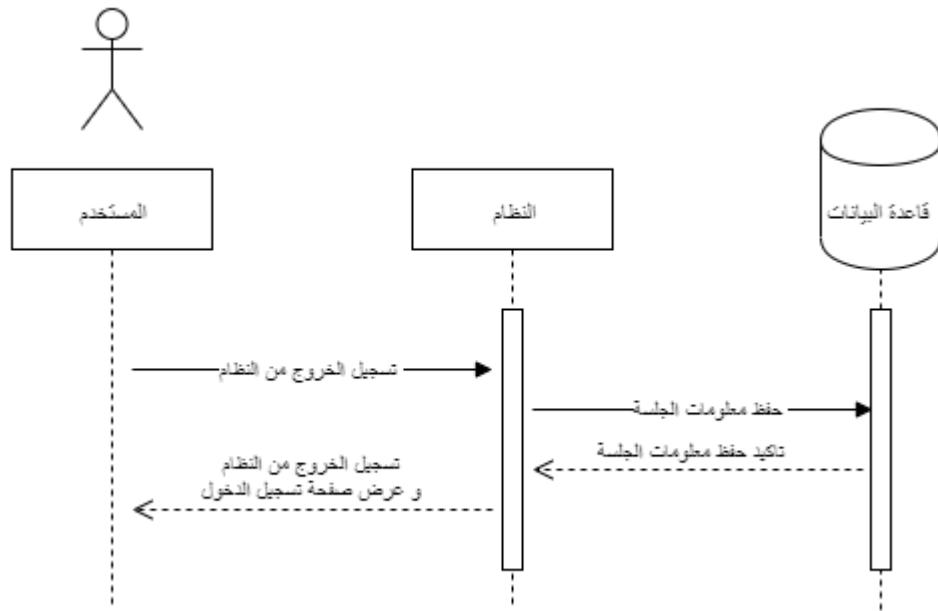 المستخدم
النظام
قاعدة البيانات
تسجيل الخروج من النظام
حفظ معلومات الجلسة
تاكيد حفظ معلومات الجلسة
تسجيل الخروج من النظام
و عرض صفحة تسجيل الدخول